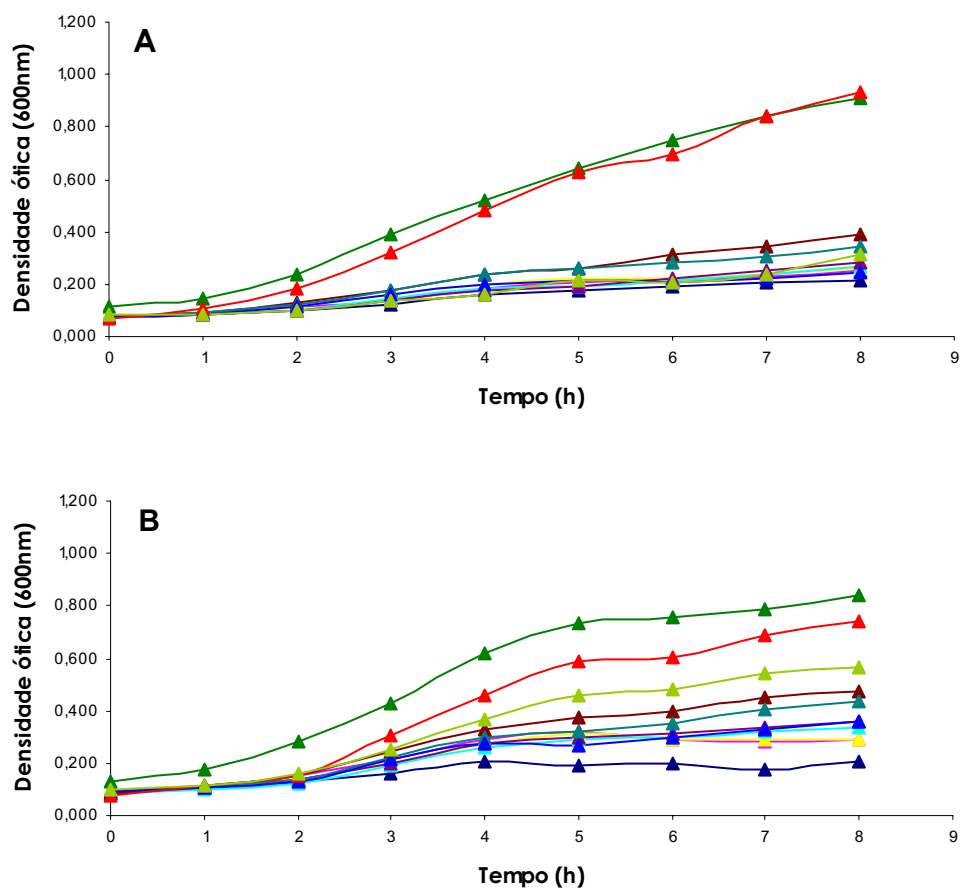 A
Densidade ótica (600nm)
1,200
1,000
0,800
0,600
0,400
0,200
0,000
0 1 2 3 4 5 6 7 8 9
Tempo (h)
B
Densidade ótica (600nm)
1,200
1,000
0,800
0,600
0,400
0,200
0,000
0 1 2 3 4 5 6 7 8 9
Tempo (h)